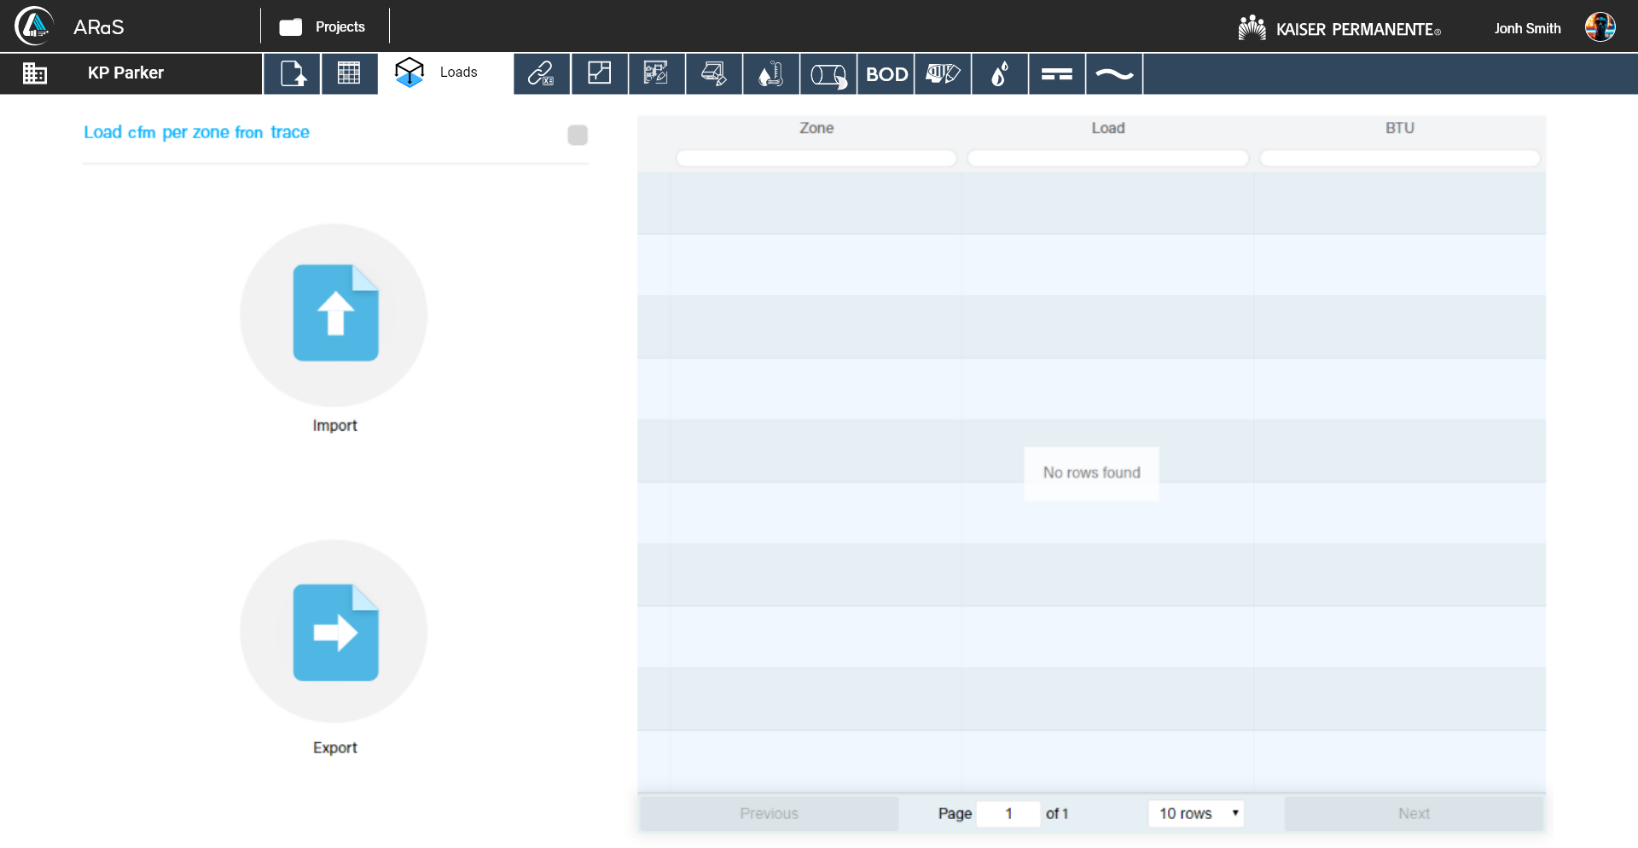 ARaS
Projects
KAISER PERMANENTE®
Jonh Smith
KP Parker
Loads
BOD
Load cfm per zone fron trace
Zone
Load
BTU
Import
No rows found
Export
Previous
Page 1 of 1
10 rows
Next